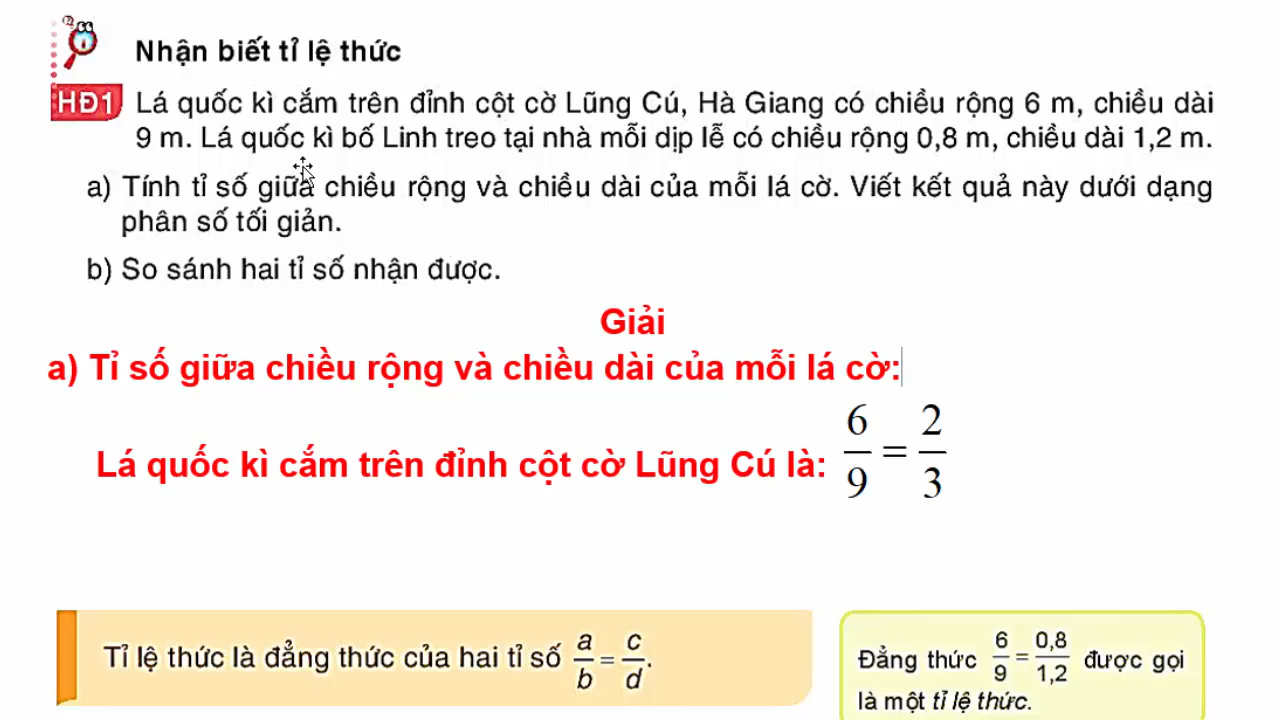 Nhận biết tỉ lệ thức
HĐ1 Lá quốc kì cắm trên đỉnh cột cờ Lũng Cú, Hà Giang có chiều rộng 6 m, chiều dài
9 m. Lá quốc kì bố Linh treo tại nhà mỗi dịp lễ có chiều rộng 0,8 m, chiều dài 1,2 m.
a) Tính tỉ số giữa chiều rộng và chiều dài của mỗi lá cờ. Viết kết quả này dưới dạng
phân số tối giản.
b) So sánh hai tỉ số nhận được.
Giải
a) Tỉ số giữa chiều rộng và chiều dài của mỗi lá cờ:
Lá quốc kì cắm trên đỉnh cột cờ Lũng Cú là: 6/9 = 2/3
Tỉ lệ thức là đẳng thức của hai tỉ số a/b = c/d.
Đẳng thức 6/9 = 0,8/1,2 được gọi
là một tỉ lệ thức.